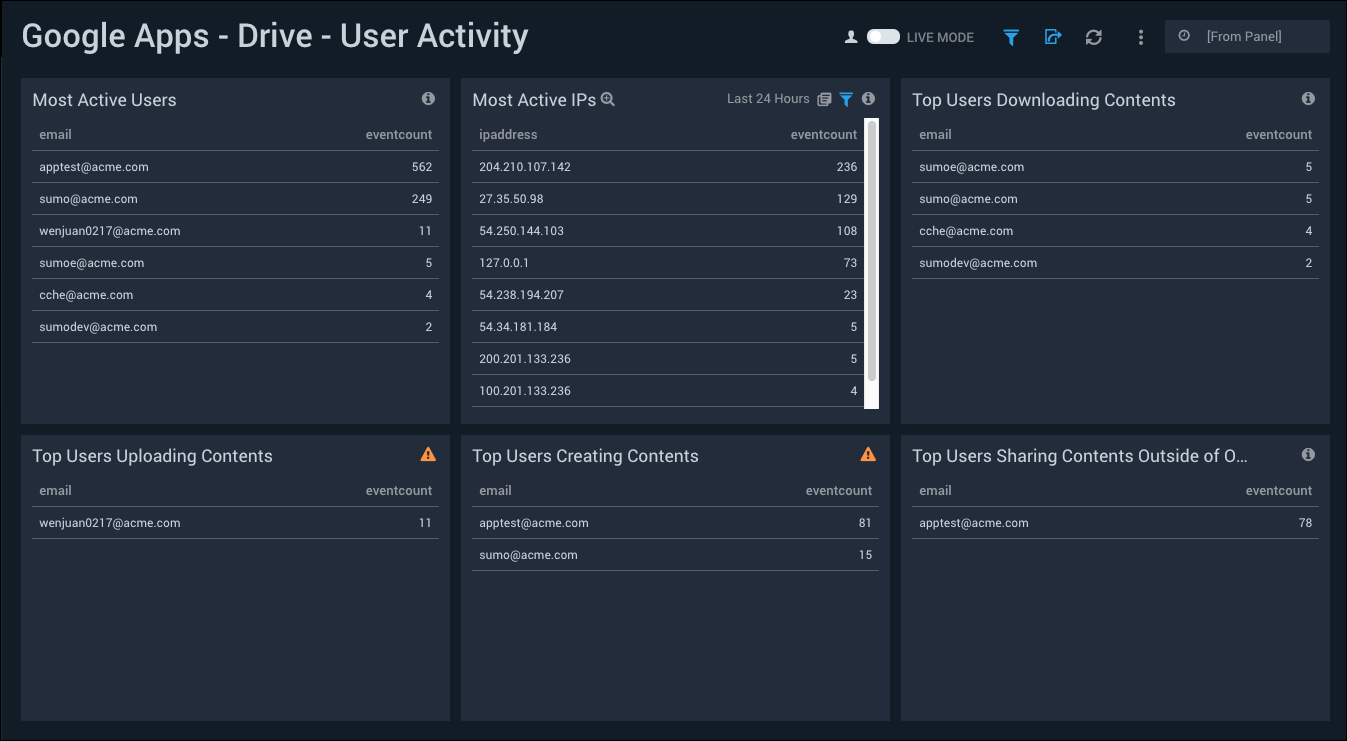 Google Apps - Drive - User Activity
LIVE MODE
[From Panel]
Most Active Users
email eventcount
apptest@acme.com 562
sumo@acme.com 249
wenjuan0217@acme.com 11
sumoe@acme.com 5
cche@acme.com 4
sumodev@acme.com 2
Most Active IPs Last 24 Hours
ipaddress eventcount
204.210.107.142 236
27.35.50.98 129
54.250.144.103 108
127.0.0.1 73
54.238.194.207 23
54.34.181.184 5
200.201.133.236 5
100.201.133.236 4
Top Users Downloading Contents
email eventcount
sumoe@acme.com 5
sumo@acme.com 5
cche@acme.com 4
sumodev@acme.com 2
Top Users Uploading Contents
email eventcount
wenjuan0217@acme.com 11
Top Users Creating Contents
email eventcount
apptest@acme.com 81
sumo@acme.com 15
Top Users Sharing Contents Outside of O...
email eventcount
apptest@acme.com 78